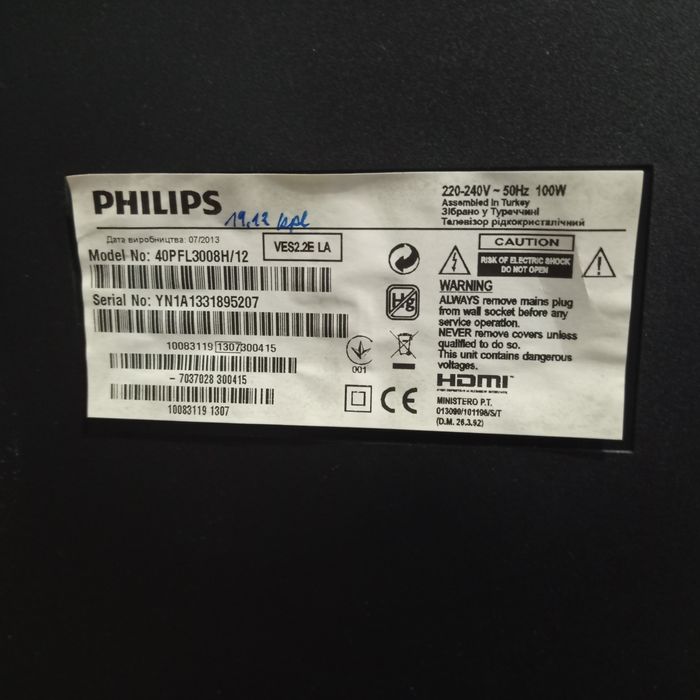 PHILIPS
19.12 kpl
Дата виробництва: 07/2013
VES2.2E LA
Model No: 40PFL3008H/12
Serial No: YN1A1331895207
10083119 1307 300415
- 7037028 300415
10083119 1307
001
Hg
CE
220-240V ~ 50Hz 100W
Assembled in Turkey
Зібрано у Туреччині
Телевізор рідкокристалічний
CAUTION
RISK OF ELECTRIC SHOCK
DO NOT OPEN
WARNING
ALWAYS remove mains plug
from wall socket before any
service operation.
NEVER remove covers unless
qualified to do so.
This unit contains dangerous
voltages.
HDMI
MINISTERO P.T.
013090/101196/S/T
(D.M. 26.3.92)